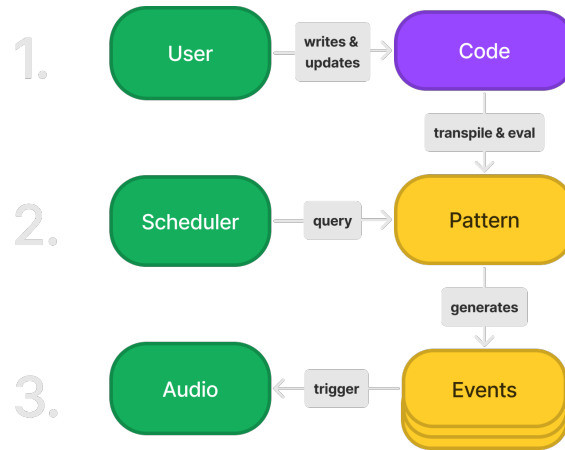 1.
User
writes &
updates
Code
transpile & eval
2.
Scheduler
query
Pattern
generates
3.
Audio
trigger
Events